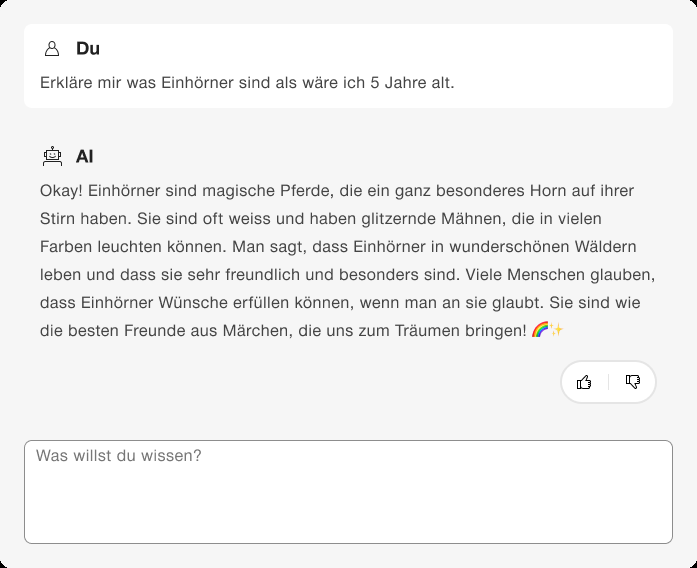 Du
Erkläre mir was Einhörner sind als wäre ich 5 Jahre alt.
AI
Okay! Einhörner sind magische Pferde, die ein ganz besonderes Horn auf ihrer
Stirn haben. Sie sind oft weiss und haben glitzernde Mähnen, die in vielen
Farben leuchten können. Man sagt, dass Einhörner in wunderschönen Wäldern
leben und dass sie sehr freundlich und besonders sind. Viele Menschen glauben,
dass Einhörner Wünsche erfüllen können, wenn man an sie glaubt. Sie sind wie
die besten Freunde aus Märchen, die uns zum Träumen bringen! 🌈✨
Was willst du wissen?